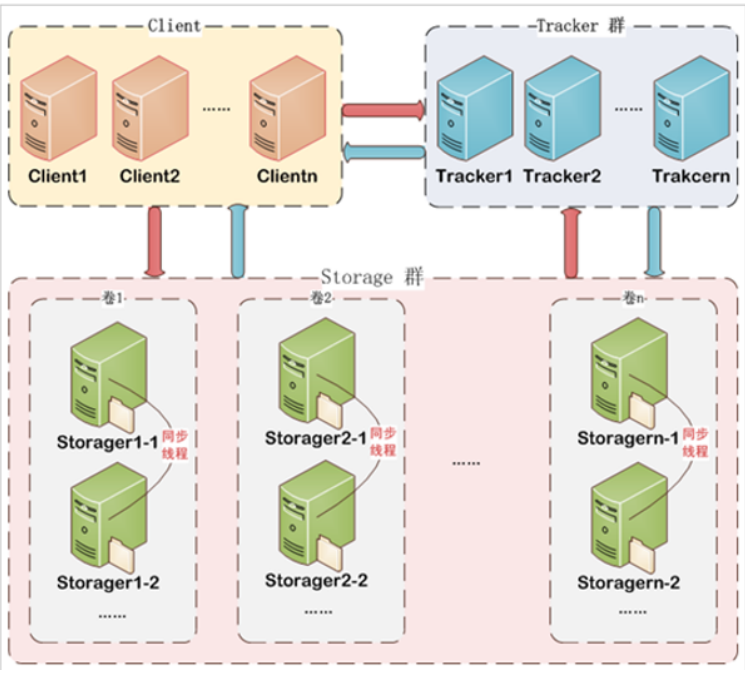 Client
Tracker 群
……
……
Client1
Client2
Clientn
Tracker1
Tracker2
Trakcern
Storage 群
卷1
卷2
卷n
Storager1-1
同步
线程
Storager2-1
同步
线程
Storagern-1
同步
线程
……
Storager1-2
Storager2-2
Storagern-2
……
……
……